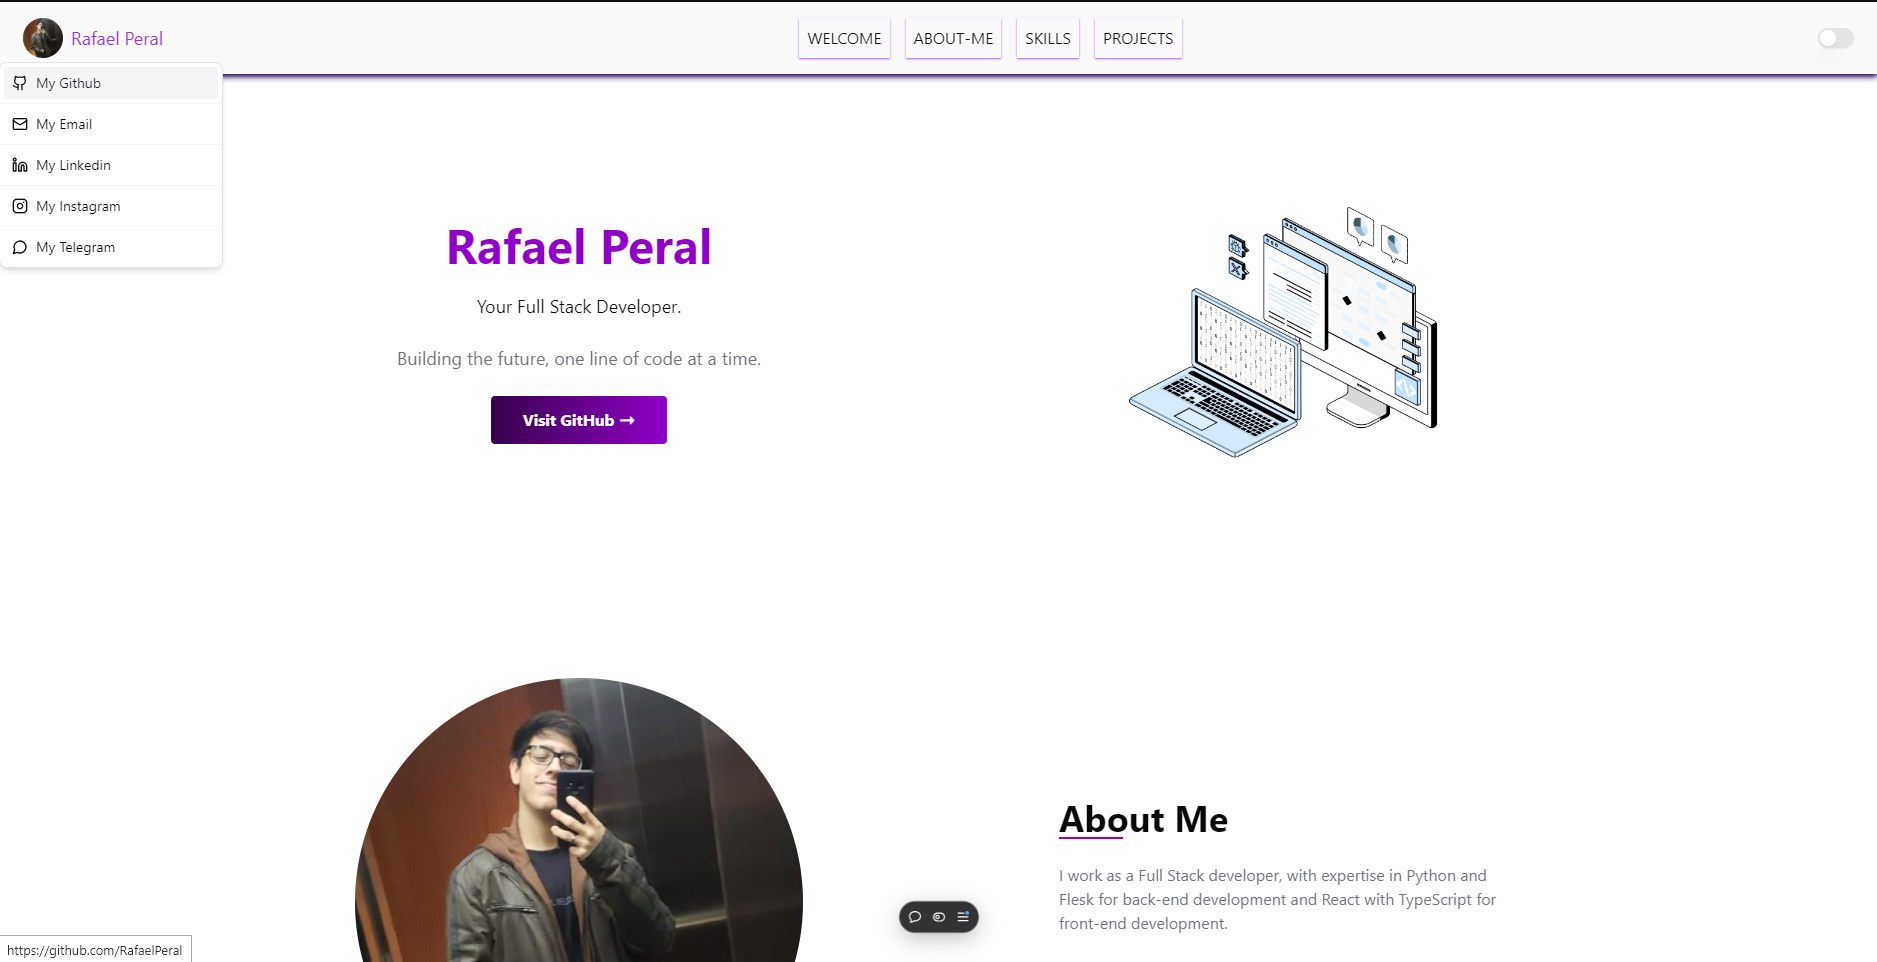 Rafael Peral
WELCOME
ABOUT-ME
SKILLS
PROJECTS
My Github
My Email
My Linkedin
My Instagram
My Telegram
Rafael Peral
Your Full Stack Developer.
Building the future, one line of code at a time.
Visit GitHub →
About Me
I work as a Full Stack developer, with expertise in Python and
Flesk for back-end development and React with TypeScript for
front-end development.
https://github.com/RafaelPeral